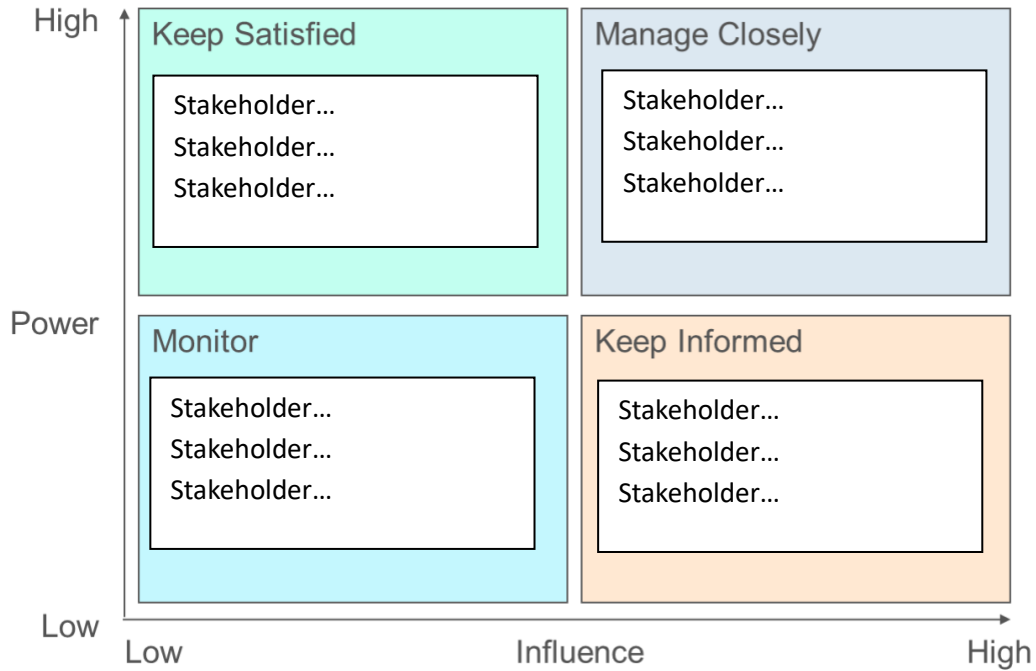 High
Keep Satisfied
Manage Closely
Stakeholder…
Stakeholder…
Stakeholder…
Stakeholder…
Stakeholder…
Stakeholder…
Power
Monitor
Keep Informed
Stakeholder…
Stakeholder…
Stakeholder…
Stakeholder…
Stakeholder…
Stakeholder…
Low
Low
Influence
High